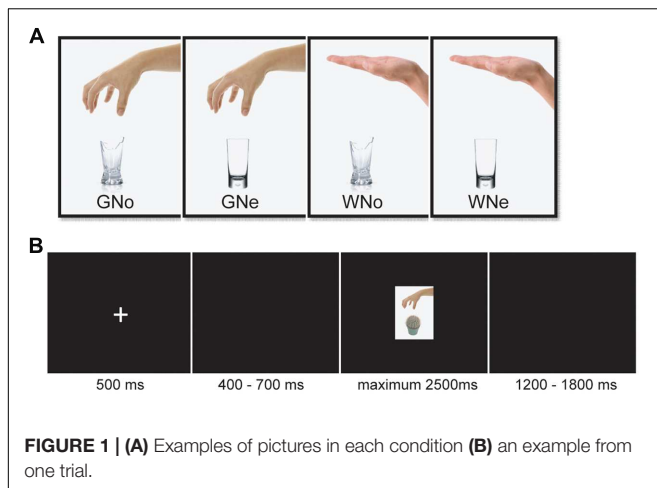 A
GNo GNe WNo WNe
B
+
500 ms 400 - 700 ms maximum 2500ms 1200 - 1800 ms
FIGURE 1 | (A) Examples of pictures in each condition (B) an example from
one trial.